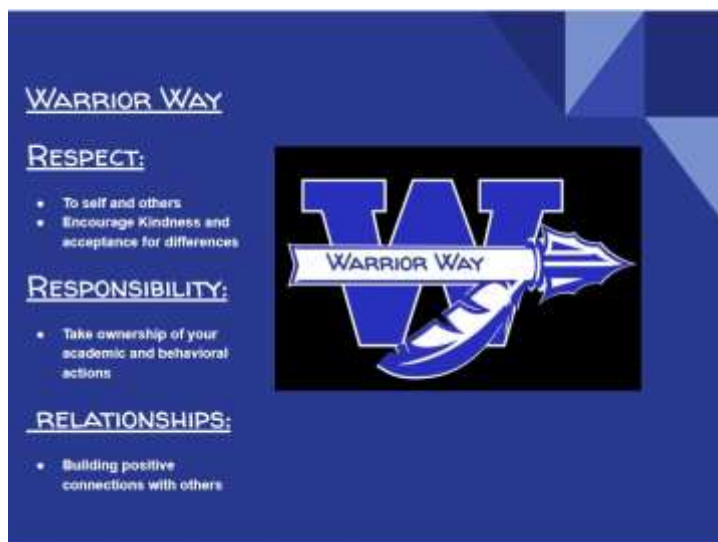 WARRIOR WAY
RESPECT:
● To self and others
● Encourage Kindness and
acceptance for differences
RESPONSIBILITY:
● Take ownership of your
academic and behavioral
actions
RELATIONSHIPS:
● Building positive
connections with others
W
WARRIOR WAY